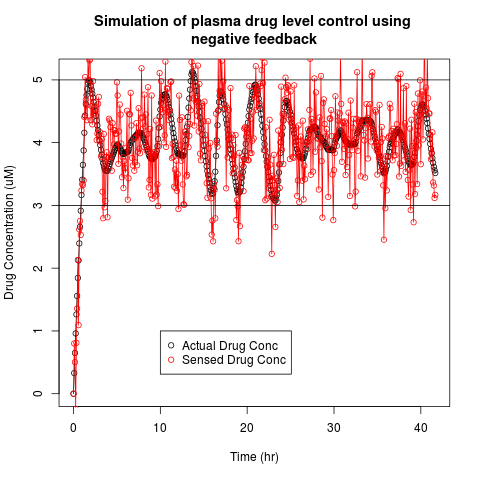 Simulation of plasma drug level control using
negative feedback
Drug Concentration (uM)
5
4
3
2
1
0
Actual Drug Conc
Sensed Drug Conc
0 10 20 30 40
Time (hr)